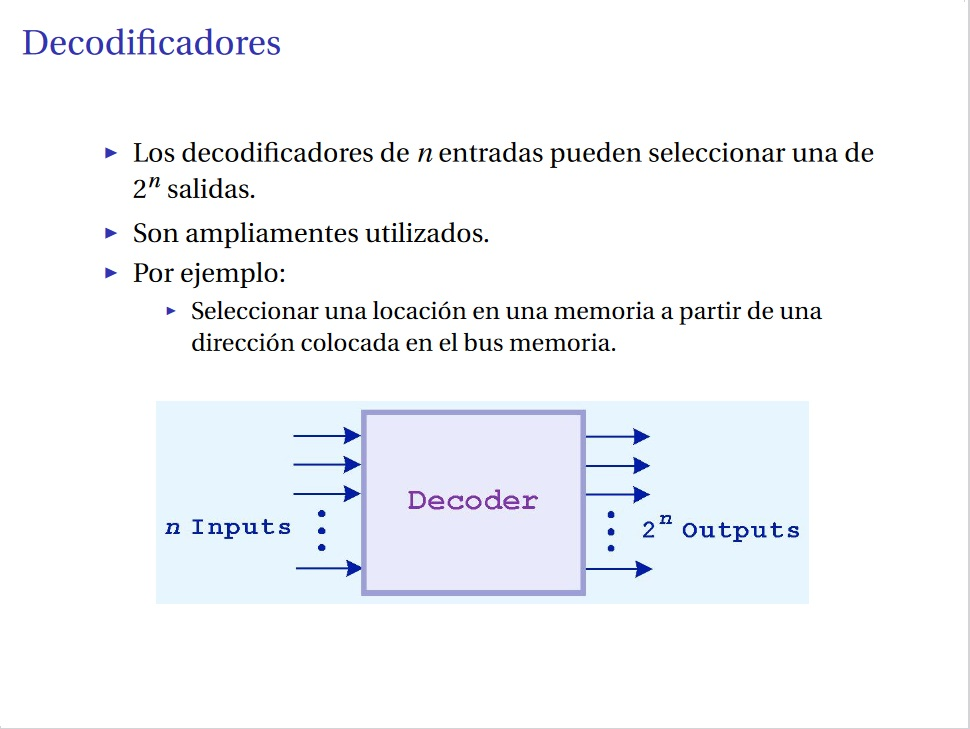 Decodificadores
Los decodificadores de n entradas pueden seleccionar una de
2ⁿ salidas.
Son ampliamentes utilizados.
Por ejemplo:
Seleccionar una locación en una memoria a partir de una
dirección colocada en el bus memoria.
Decoder
n Inputs
2ⁿ Outputs